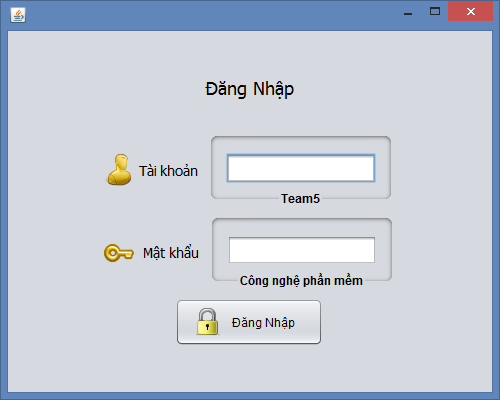 Đăng Nhập
Tài khoản
Team5
Mật khẩu
Công nghệ phần mềm
Đăng Nhập